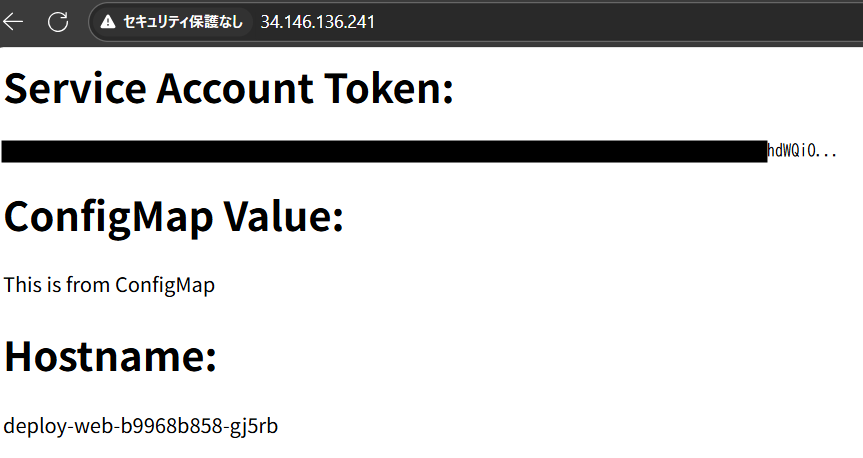 セキュリティ保護なし 34.146.136.241
Service Account Token:
hdWQiO...
ConfigMap Value:
This is from ConfigMap
Hostname:
deploy-web-b9968b858-gj5rb